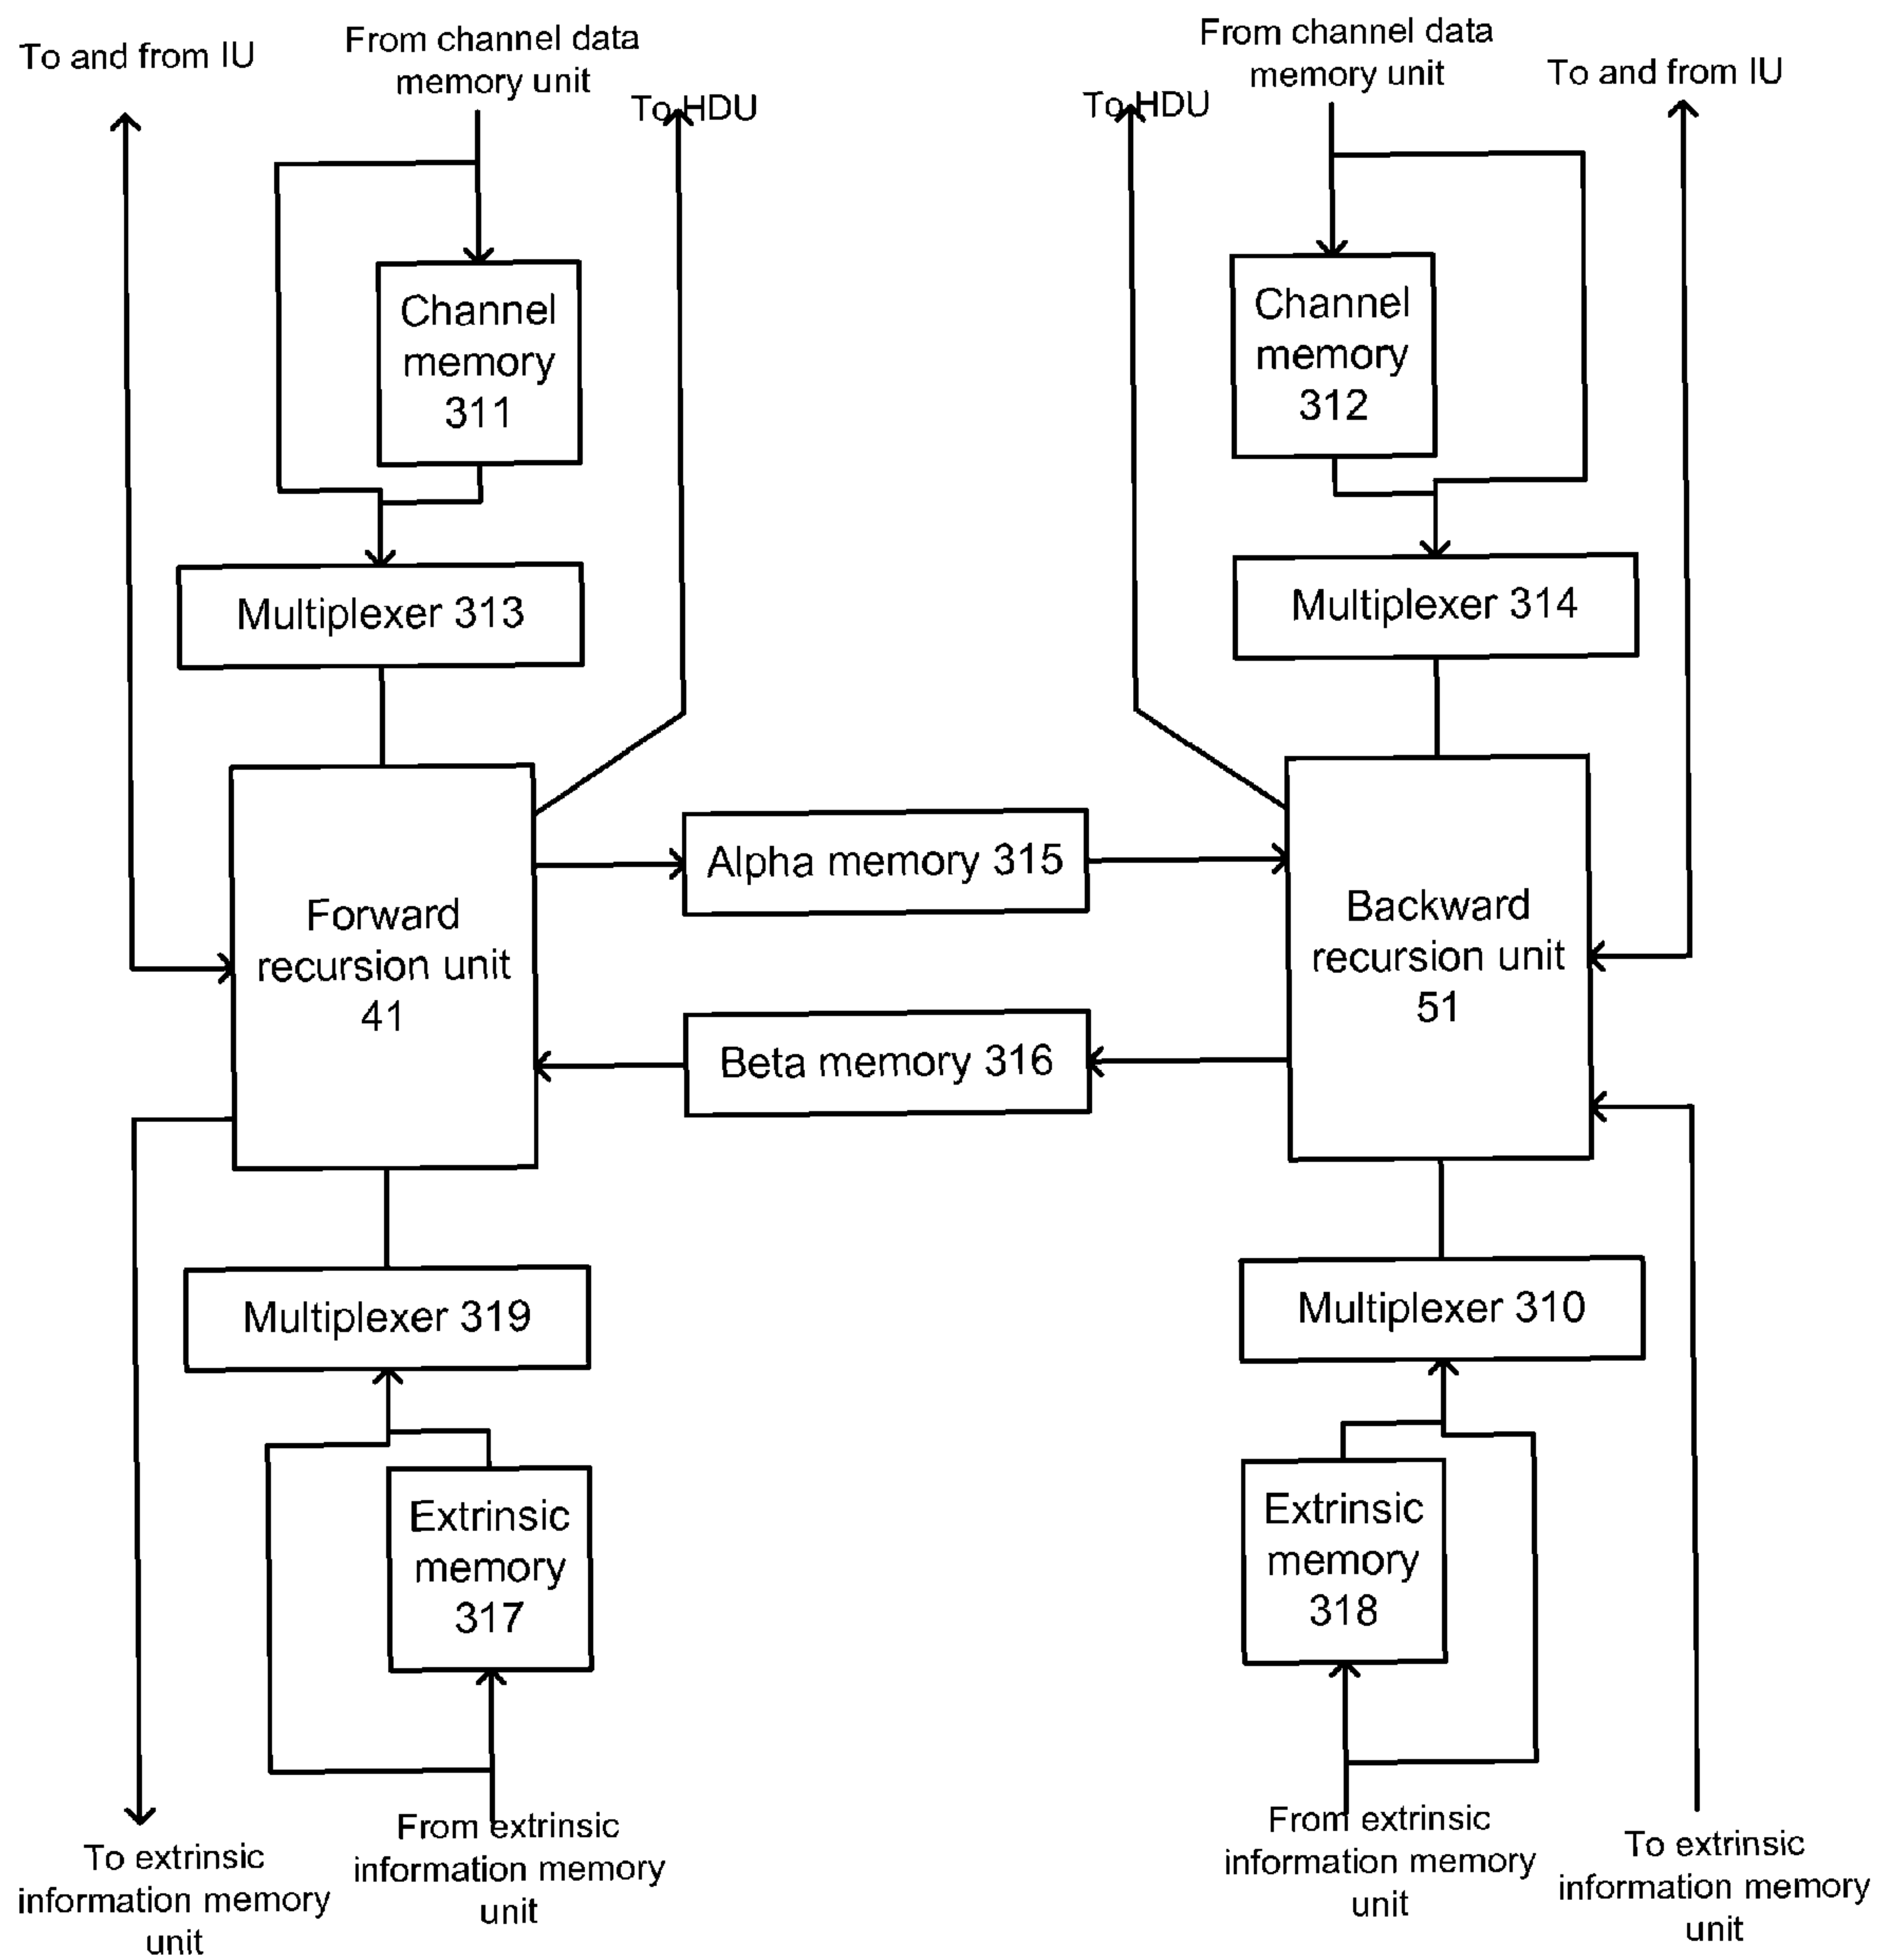 To and from IU
From channel data
memory unit
To HDU
To HDU
From channel data
memory unit
To and from IU
Channel
memory
311
Channel
memory
312
Multiplexer 313
Multiplexer 314
Forward
recursion unit
41
Alpha memory 315
Beta memory 316
Backward
recursion unit
51
Multiplexer 319
Multiplexer 310
Extrinsic
memory
317
Extrinsic
memory
318
To extrinsic
information memory
unit
From extrinsic
information memory
unit
From extrinsic
information memory
unit
To extrinsic
information memory
unit